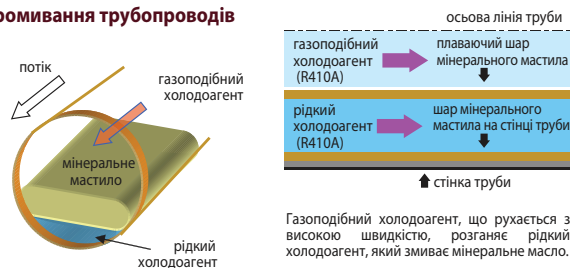 ромивання трубопроводів
потік
газоподібний
холодоагент
мінеральне
мастило
рідкий
холодоагент
осьова лінія труби
газоподібний
холодоагент
(R410A)
плаваючий шар
мінерального мастила
рідкий
холодоагент
(R410A)
шар мінерального
мастила на стінці труби
стінка труби
Газоподібний холодоагент, що рухається з
високою швидкістю, розганяє рідкий
холодоагент, який змиває мінеральне масло.